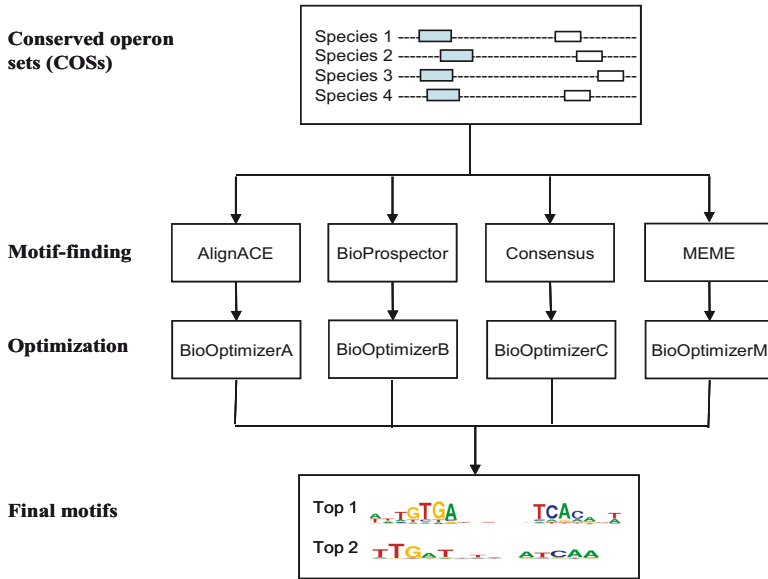 Conserved operon
sets (COSs)
Species 1
Species 2
Species 3
Species 4
Motif-finding
AlignACE
BioProspector
Consensus
MEME
Optimization
BioOptimizerA
BioOptimizerB
BioOptimizerC
BioOptimizerM
Final motifs
Top 1
TGTGA TCACA T
Top 2
TTGAT ATCAA